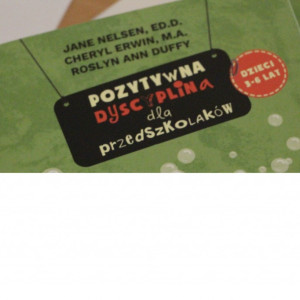 JANE NELSEN, ED.D.
CHERYL ERWIN, M.A.
ROSLYN ANN DUFFY
POZYTYWNA
DYSCYPLINA
dla
PRZEDSZKOLAKÓW
DZIECI
3-6 LAT